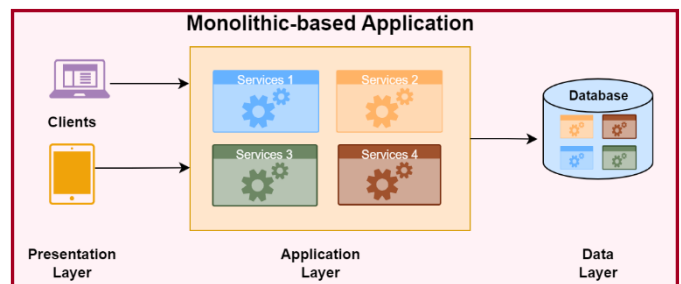 Monolithic-based Application
Services 1
Services 2
Database
Clients
Services 3
Services 4
Presentation
Layer
Application
Layer
Data
Layer